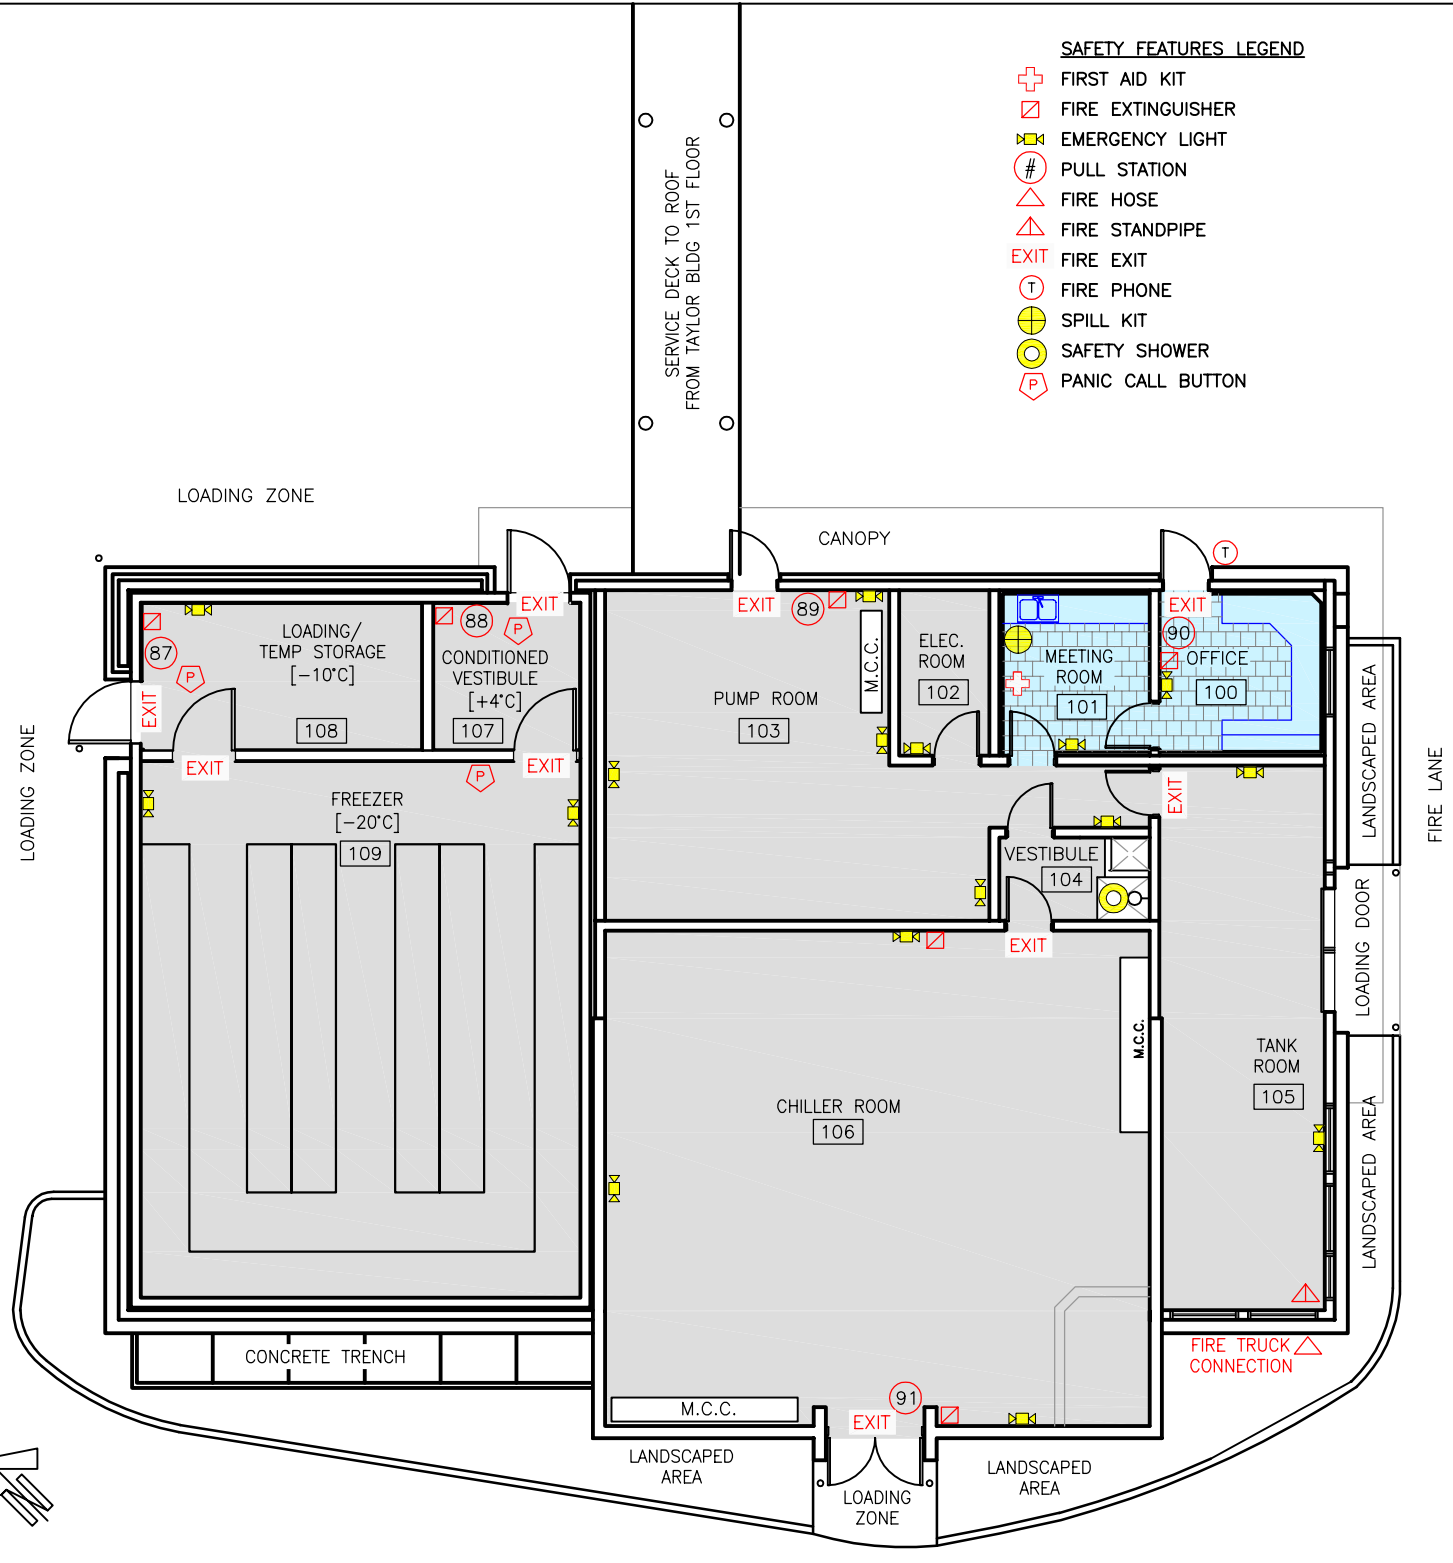 SAFETY FEATURES LEGEND
FIRST AID KIT
FIRE EXTINGUISHER
EMERGENCY LIGHT
# PULL STATION
FIRE HOSE
FIRE STANDPIPE
EXIT FIRE EXIT
T FIRE PHONE
SPILL KIT
SAFETY SHOWER
P PANIC CALL BUTTON
SERVICE DECK TO ROOF
FROM TAYLOR BLDG 1ST FLOOR
LOADING ZONE
CANOPY
T
EXIT
EXIT
EXIT
88
P
89
90
87
P
EXIT
LOADING/
TEMP STORAGE
[-10°C]
108
CONDITIONED
VESTIBULE
[+4°C]
107
PUMP ROOM
103
M.C.C.
ELEC.
ROOM
102
MEETING
ROOM
101
OFFICE
100
LANDSCAPED AREA
FIRE LANE
LOADING ZONE
EXIT
P
EXIT
EXIT
FREEZER
[-20°C]
109
VESTIBULE
104
LOADING DOOR
EXIT
M.C.C.
TANK
ROOM
105
CHILLER ROOM
106
LANDSCAPED AREA
FIRE TRUCK
CONNECTION
CONCRETE TRENCH
M.C.C.
91
EXIT
LANDSCAPED
AREA
LANDSCAPED
AREA
LOADING
ZONE
N